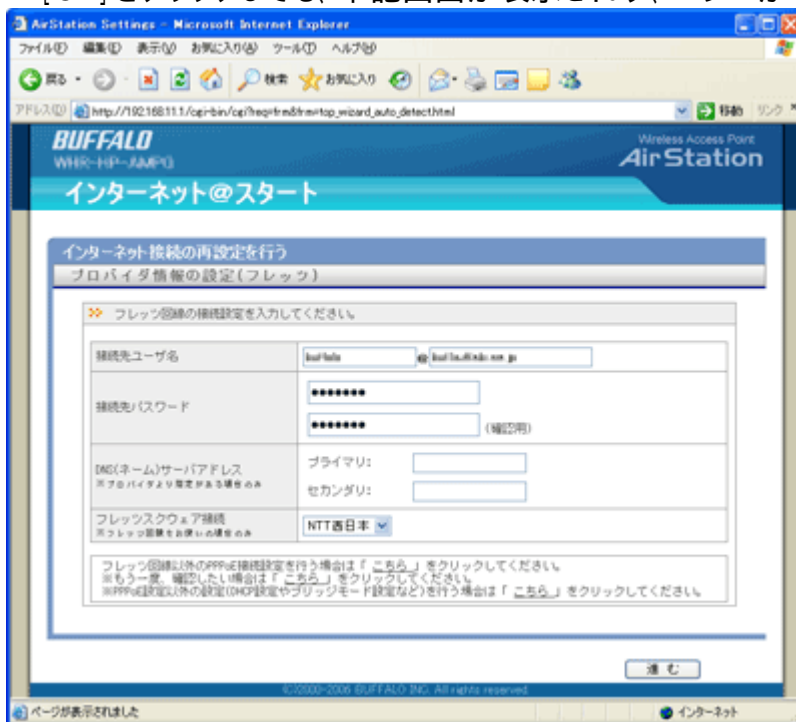 AirStation Settings - Microsoft Internet Explorer
ファイル(F) 編集(E) 表示(V) お気に入り(A) ツール(T) ヘルプ(H)
戻る 検索 お気に入り
アドレス(D) http://192.168.11.1/cgi-bin/cgi?req=frm&frm=top_wizard_auto_detect.html 移動 リンク
BUFFALO
WHR-HP-AMPG
Wireless Access Point
AirStation
インターネット@スタート
インターネット接続の再設定を行う
プロバイダ情報の設定(フレッツ)
フレッツ回線の接続設定を入力してください。
接続先ユーザ名 buffalo @
接続先パスワード ●●●●●●●
●●●●●●● (確認用)
DNS(ネーム)サーバアドレス
※プロバイダより指定がある場合のみ
プライマリ:
セカンダリ:
フレッツスクウェア接続
※フレッツ回線をお使いの場合のみ
NTT西日本
フレッツ回線以外のPPPoE接続設定を行う場合は「 こちら 」をクリックしてください。
※もう一度、確認したい場合は「 こちら 」をクリックしてください。
※PPPoE設定以外の設定(DHCP設定やブリッジモード設定など)を行う場合は「 こちら 」をクリックしてください。
進む
(C)2000-2006 BUFFALO INC. All rights reserved.
ページが表示されました インターネット